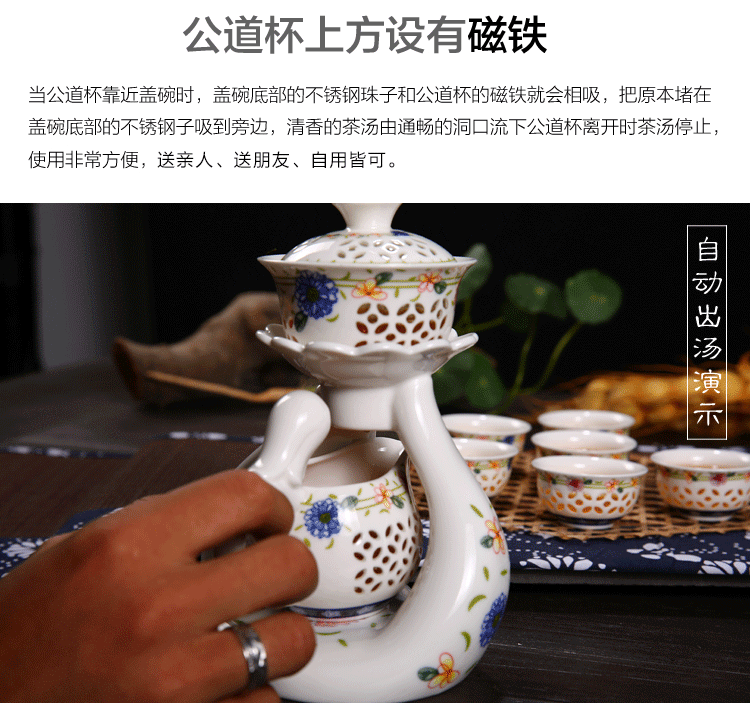 公道杯上方设有磁铁
当公道杯靠近盖碗时，盖碗底部的不锈钢珠子和公道杯的磁铁就会相吸，把原本堵在
盖碗底部的不锈钢子吸到旁边，清香的茶汤由通畅的洞口流下公道杯离开时茶汤停止，
使用非常方便，送亲人、送朋友、自用皆可。
自动出汤演示